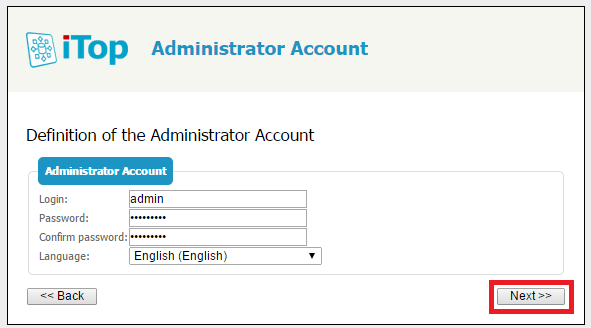 iTop Administrator Account
Definition of the Administrator Account
Administrator Account
Login: admin
Password: •••••••••
Confirm password: •••••••••
Language: English (English)
<< Back Next >>